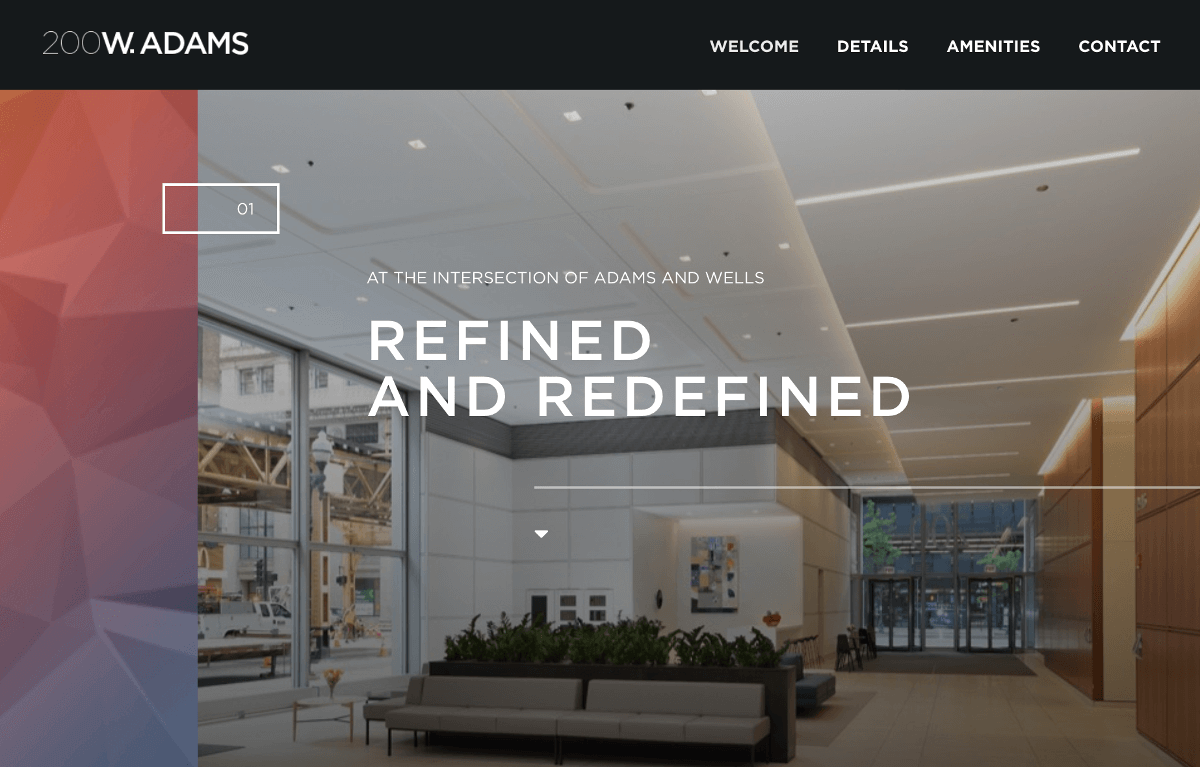 200W. ADAMS
WELCOME DETAILS AMENITIES CONTACT
01
AT THE INTERSECTION OF ADAMS AND WELLS
REFINED
AND REDEFINED